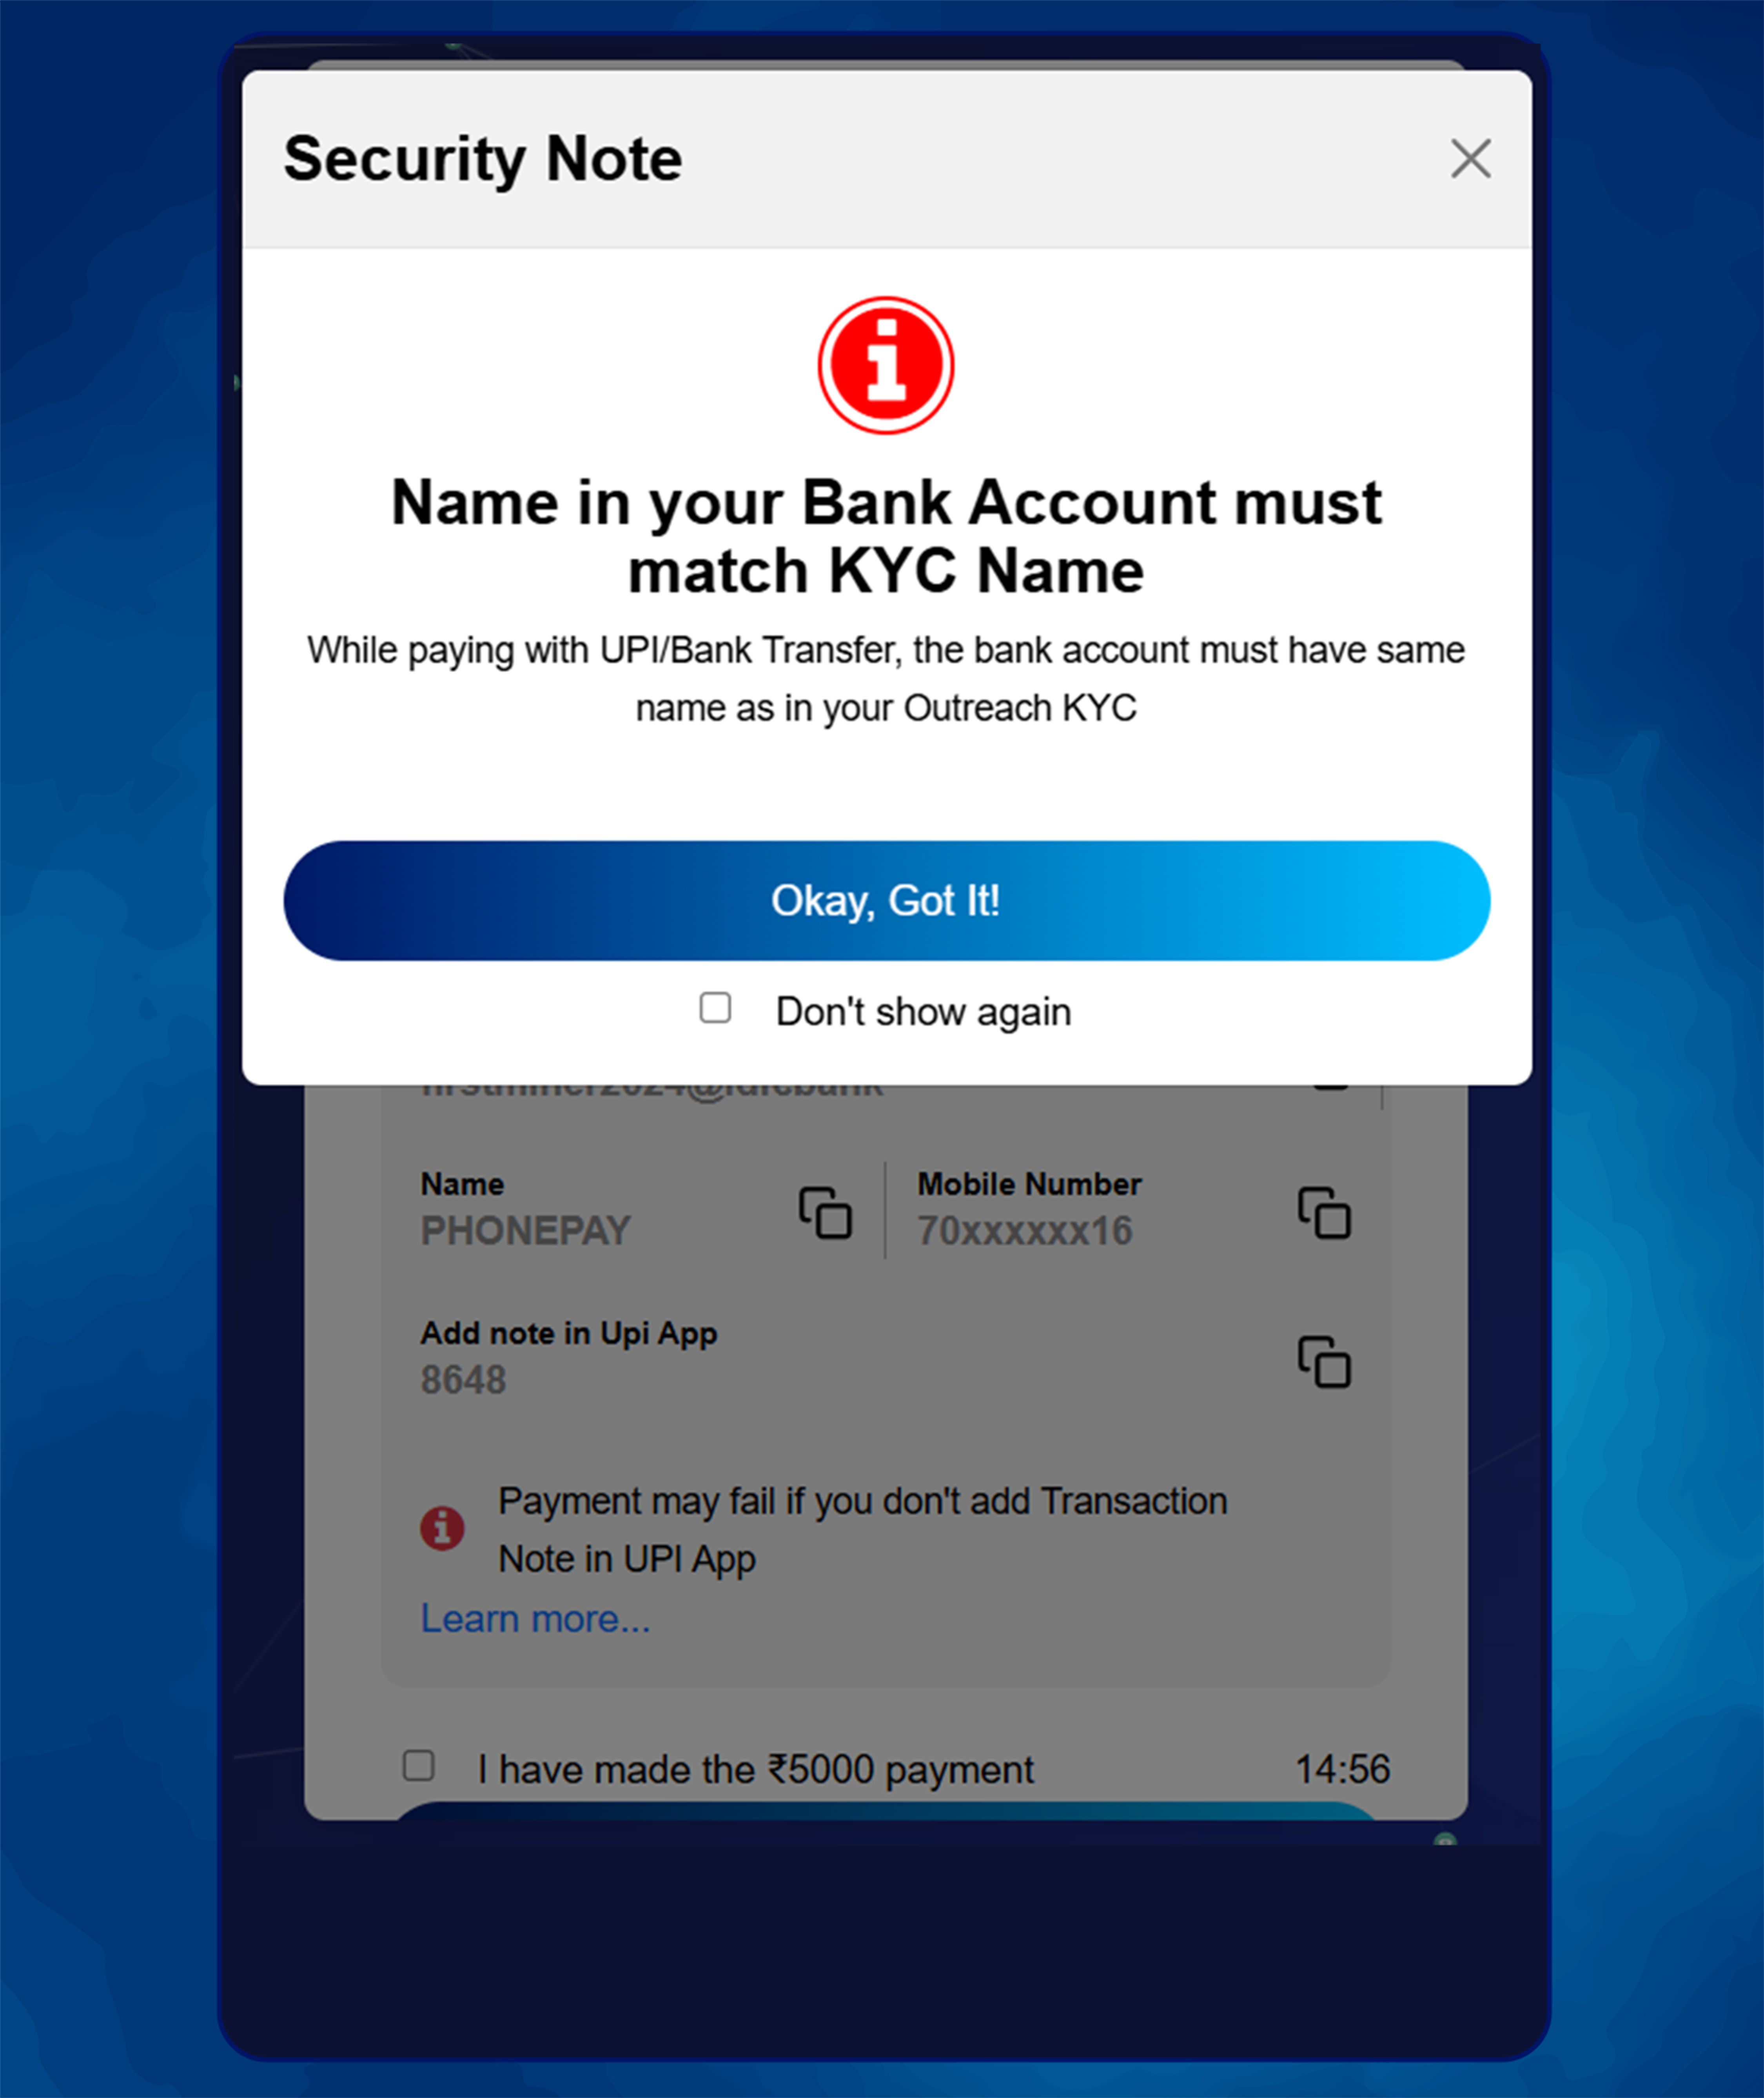 Security Note
Name in your Bank Account must
match KYC Name
While paying with UPI/Bank Transfer, the bank account must have same
name as in your Outreach KYC
Okay, Got It!
Don't show again
Name
PHONEPAY
Mobile Number
70xxxxxx16
Add note in Upi App
8648
Payment may fail if you don't add Transaction
Note in UPI App
Learn more...
I have made the ₹5000 payment 14:56